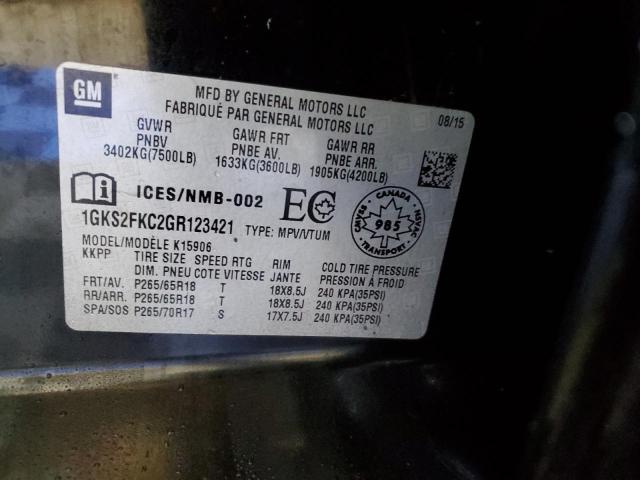 GM
MFD BY GENERAL MOTORS LLC
FABRIQUÉ PAR GENERAL MOTORS LLC
08/15
GVWR GAWR FRT GAWR RR
PNBV PNBE AV. PNBE ARR.
3402KG(7500LB) 1633KG(3600LB) 1905KG(4200LB)
ICES/NMB-002 EC
CANADA
985
1GKS2FKC2GR123421 TYPE: MPV/VTUM
MODEL/MODÈLE K15906
KKPP TIRE SIZE SPEED RTG RIM COLD TIRE PRESSURE
DIM. PNEU COTE VITESSE JANTE PRESSION À FROID
FRT/AV. P265/65R18 T 18X8.5J 240 KPA(35PSI)
RR/ARR. P265/65R18 T 18X8.5J 240 KPA(35PSI)
SPA/SOS P265/70R17 S 17X7.5J 240 KPA(35PSI)